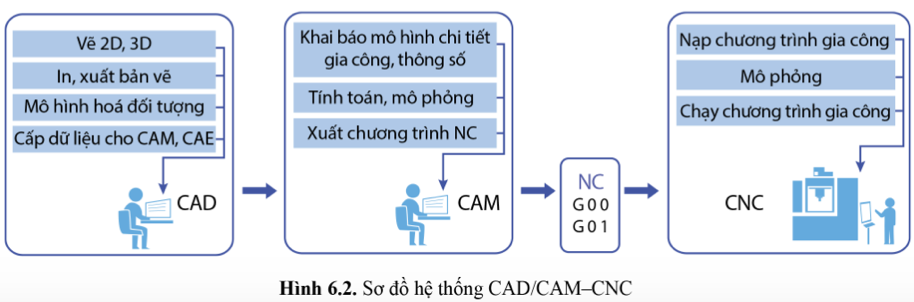 Vẽ 2D, 3D
In, xuất bản vẽ
Mô hình hoá đối tượng
Cấp dữ liệu cho CAM, CAE
CAD
Khai báo mô hình chi tiết
gia công, thông số
Tính toán, mô phỏng
Xuất chương trình NC
CAM
NC
G00
G01
Nạp chương trình gia công
Mô phỏng
Chạy chương trình gia công
CNC
Hình 6.2. Sơ đồ hệ thống CAD/CAM–CNC